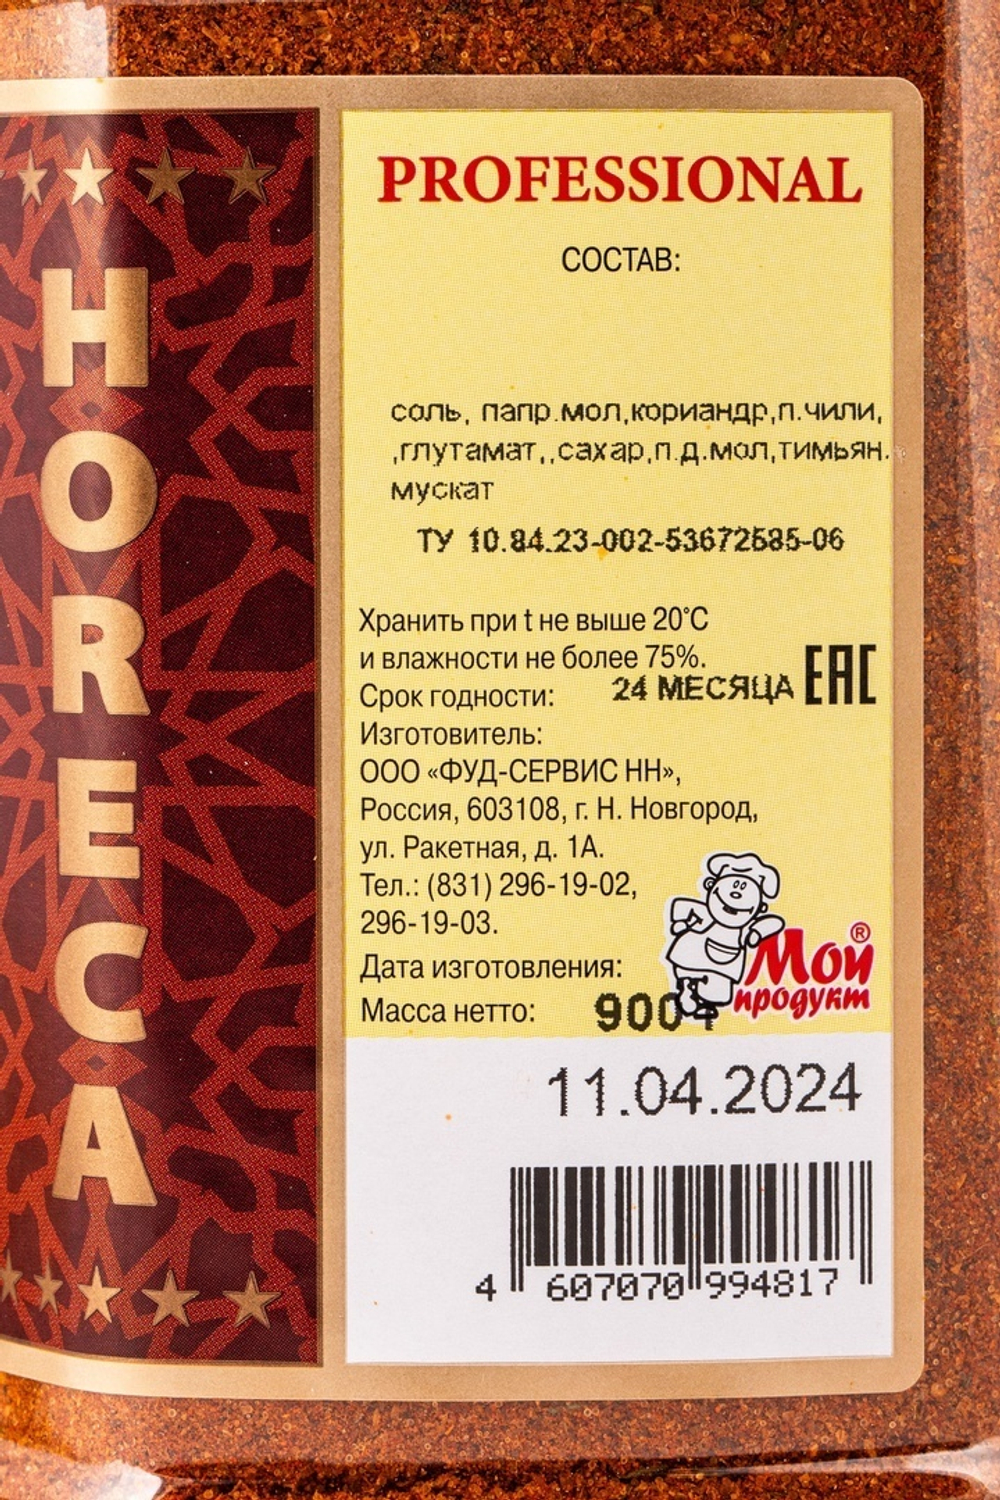 HORECA
PROFESSIONAL
СОСТАВ:
соль, папр.мол,кориандр,п.чили,
,глутамат,,сахар,п.д.мол,тимьян.
мускат
ТУ 10.84.23-002-53672585-06
Хранить при t не выше 20°С
и влажности не более 75%.
Срок годности: 24 МЕСЯЦА EAC
Изготовитель:
ООО «ФУД-СЕРВИС НН»,
Россия, 603108, г. Н. Новгород,
ул. Ракетная, д. 1А.
Тел.: (831) 296-19-02,
296-19-03.
Дата изготовления:
Масса нетто: 900 г
Мой®
продукт
11.04.2024
4 607070 994817